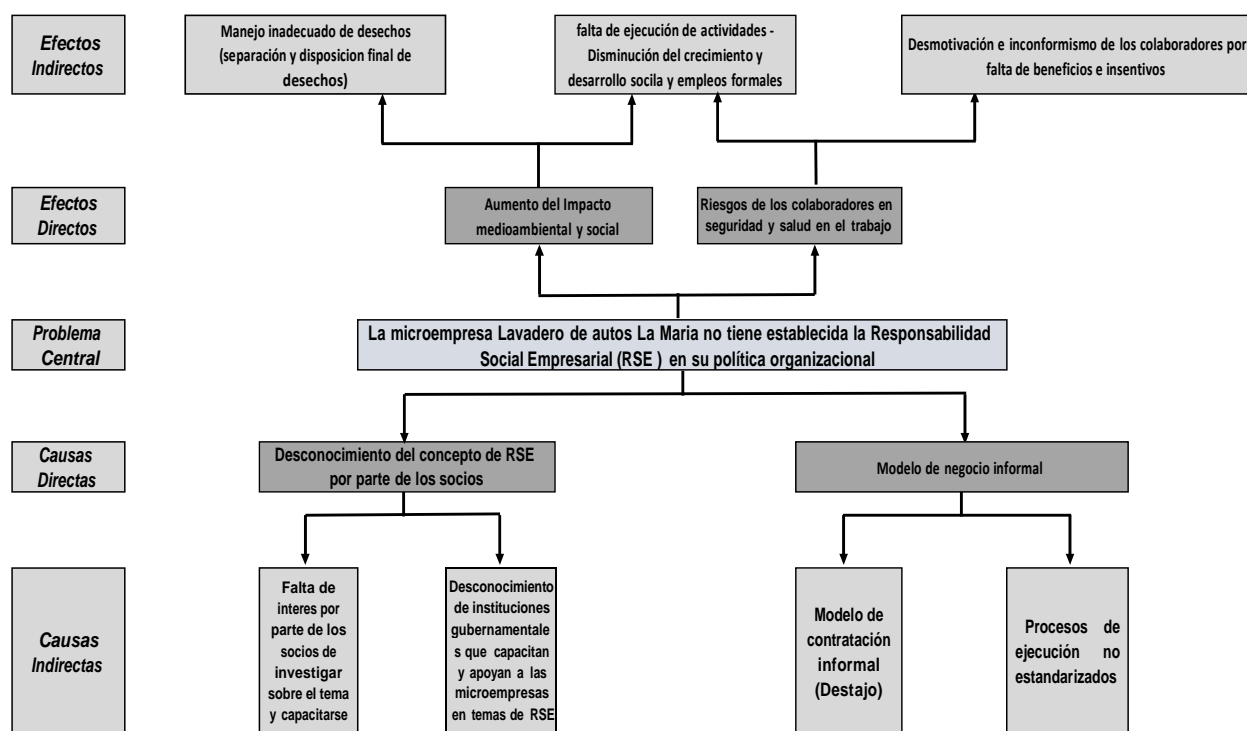 Efectos
Indirectos
Manejo inadecuado de desechos
(separación y disposicion final de
desechos)
falta de ejecución de actividades -
Disminución del crecimiento y
desarrollo socila y empleos formales
Desmotivación e inconformismo de los colaboradores por
falta de beneficios e insentivos
Efectos
Directos
Aumento del Impacto
medioambiental y social
Riesgos de los colaboradores en
seguridad y salud en el trabajo
Problema
Central
La microempresa Lavadero de autos La Maria no tiene establecida la Responsabilidad
Social Empresarial (RSE ) en su política organizacional
Causas
Directas
Desconocimiento del concepto de RSE
por parte de los socios
Modelo de negocio informal
Causas
Indirectas
Falta de
interes por
parte de los
socios de
investigar
sobre el tema
y capacitarse
Desconocimiento
de instituciones
gubernamentale
s que capacitan
y apoyan a las
microempresas
en temas de RSE
Modelo de
contratación
informal
(Destajo)
Procesos de
ejecución no
estandarizados